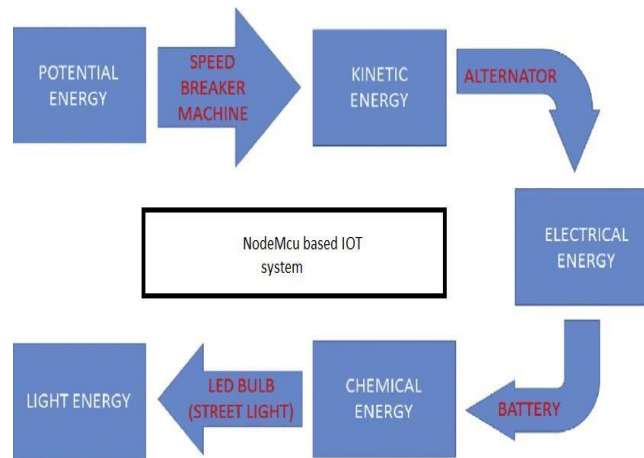 POTENTIAL
ENERGY
SPEED
BREAKER
MACHINE
KINETIC
ENERGY
ALTERNATOR
ELECTRICAL
ENERGY
NodeMcu based IOT
system
LIGHT ENERGY
LED BULB
(STREET LIGHT)
CHEMICAL
ENERGY
BATTERY